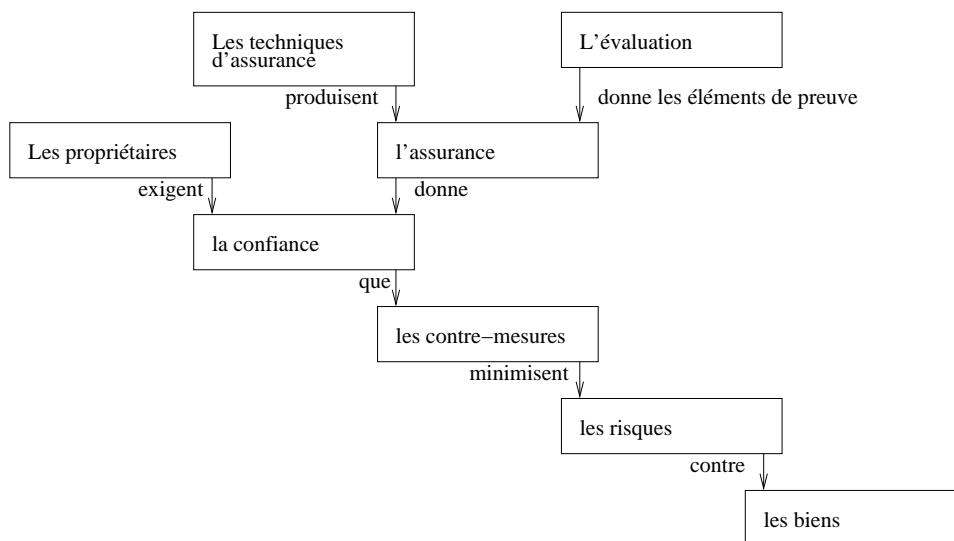 Les techniques
d’assurance
L’évaluation
produisent
donne les éléments de preuve
Les propriétaires
l’assurance
exigent
donne
la confiance
que
les contre−mesures
minimisent
les risques
contre
les biens